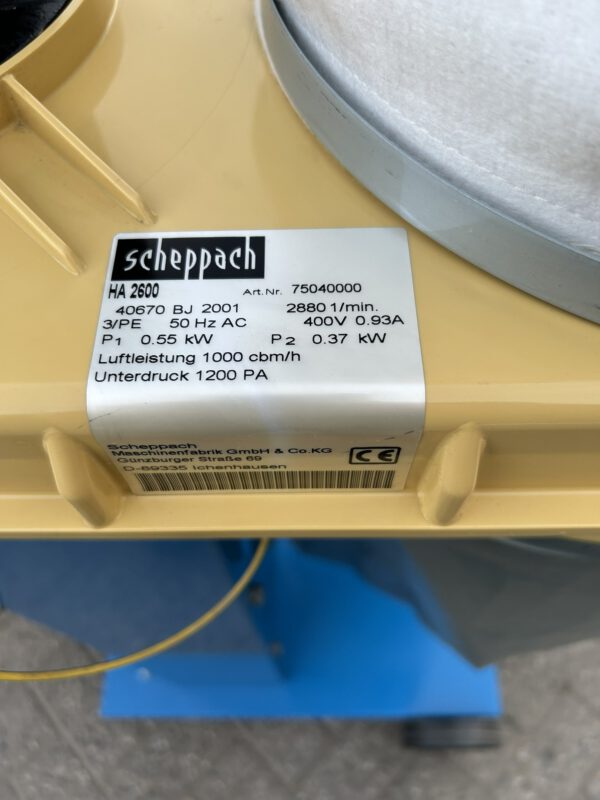 scheppach
HA 2600 Art.Nr. 75040000
40670 BJ 2001 2880 1/min.
3/PE 50 Hz AC 400V 0.93A
P1 0.55 kW P2 0.37 kW
Luftleistung 1000 cbm/h
Unterdruck 1200 PA
Scheppach
Maschinenfabrik GmbH & Co.KG
Günzburger Straße 69
D-89335 Ichenhausen
CE